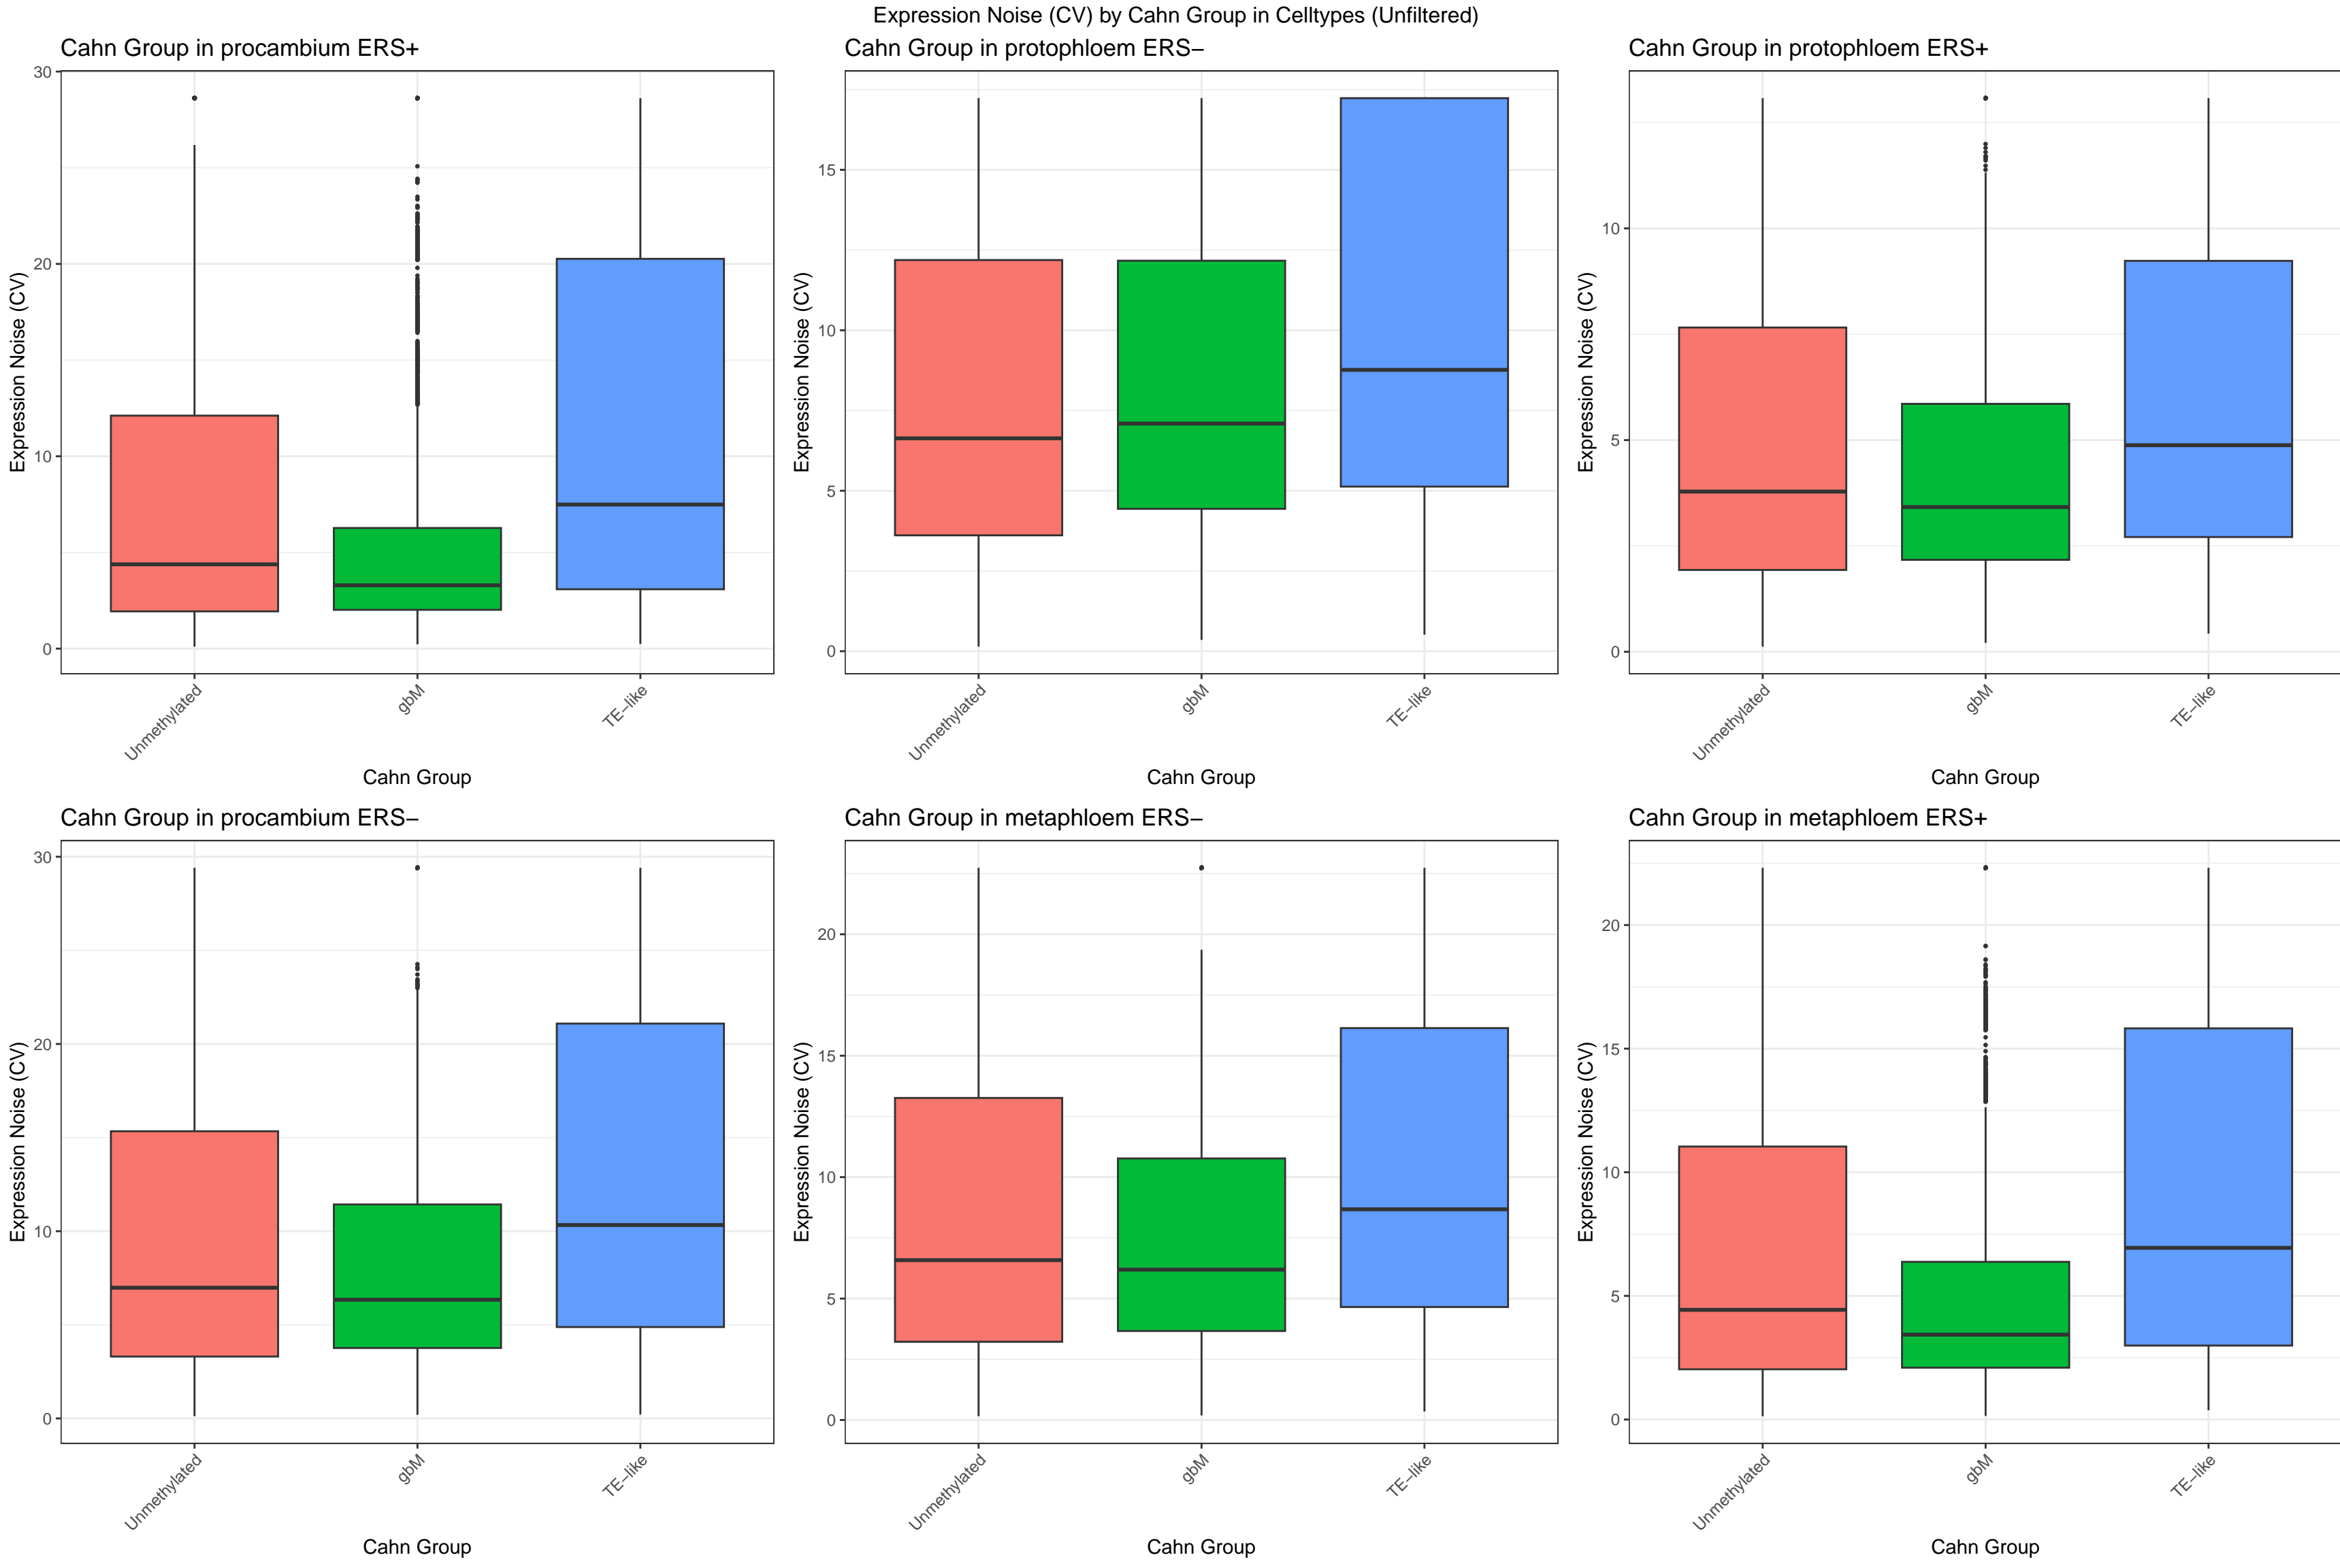 Expression Noise (CV) by Cahn Group in Celltypes (Unfiltered)
Cahn Group in procambium ERS+
Expression Noise (CV)
30
20
10
0
Unmethylated
gbM
TE−like
Cahn Group
Cahn Group in protophloem ERS−
Expression Noise (CV)
15
10
5
0
Unmethylated
gbM
TE−like
Cahn Group
Cahn Group in protophloem ERS+
Expression Noise (CV)
10
5
0
Unmethylated
gbM
TE−like
Cahn Group
Cahn Group in procambium ERS−
Expression Noise (CV)
30
20
10
0
Unmethylated
gbM
TE−like
Cahn Group
Cahn Group in metaphloem ERS−
Expression Noise (CV)
20
15
10
5
0
Unmethylated
gbM
TE−like
Cahn Group
Cahn Group in metaphloem ERS+
Expression Noise (CV)
20
15
10
5
0
Unmethylated
gbM
TE−like
Cahn Group